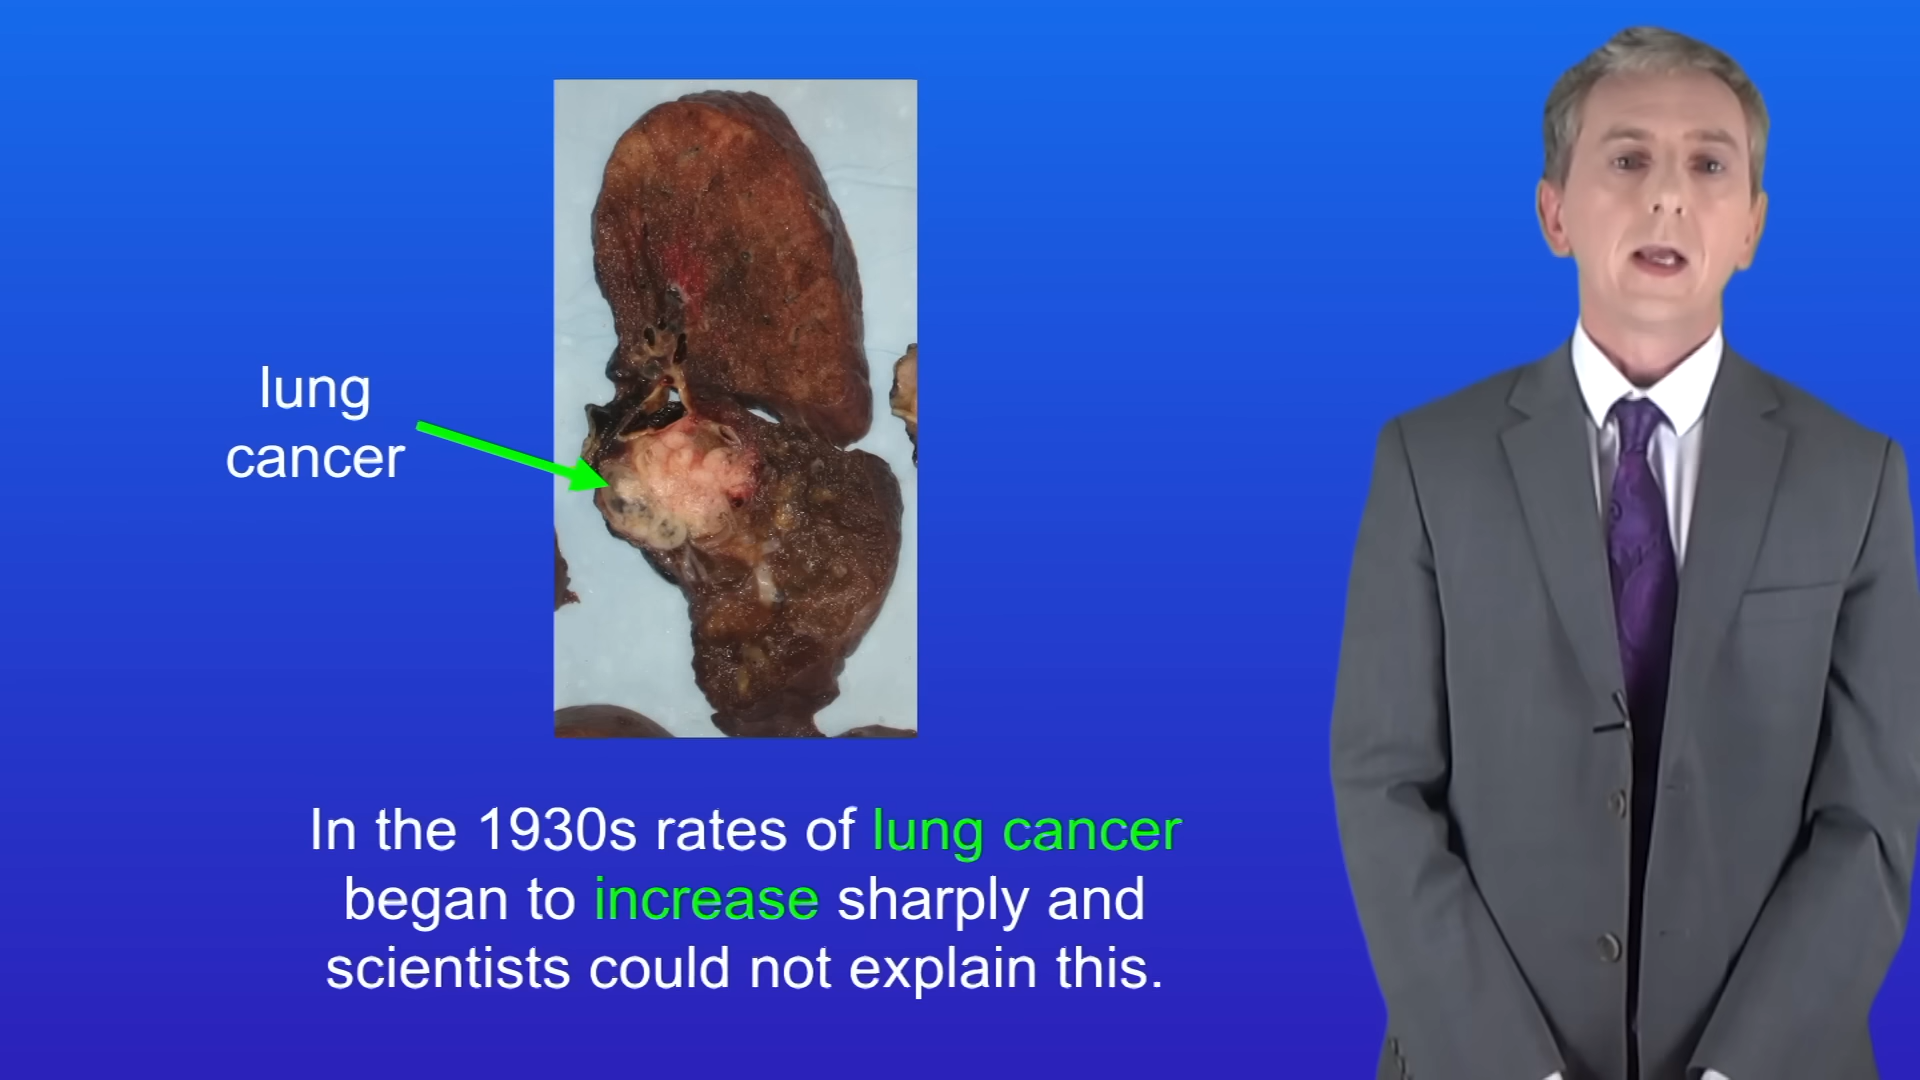 lung
cancer
In the 1930s rates of lung cancer
began to increase sharply and
scientists could not explain this.